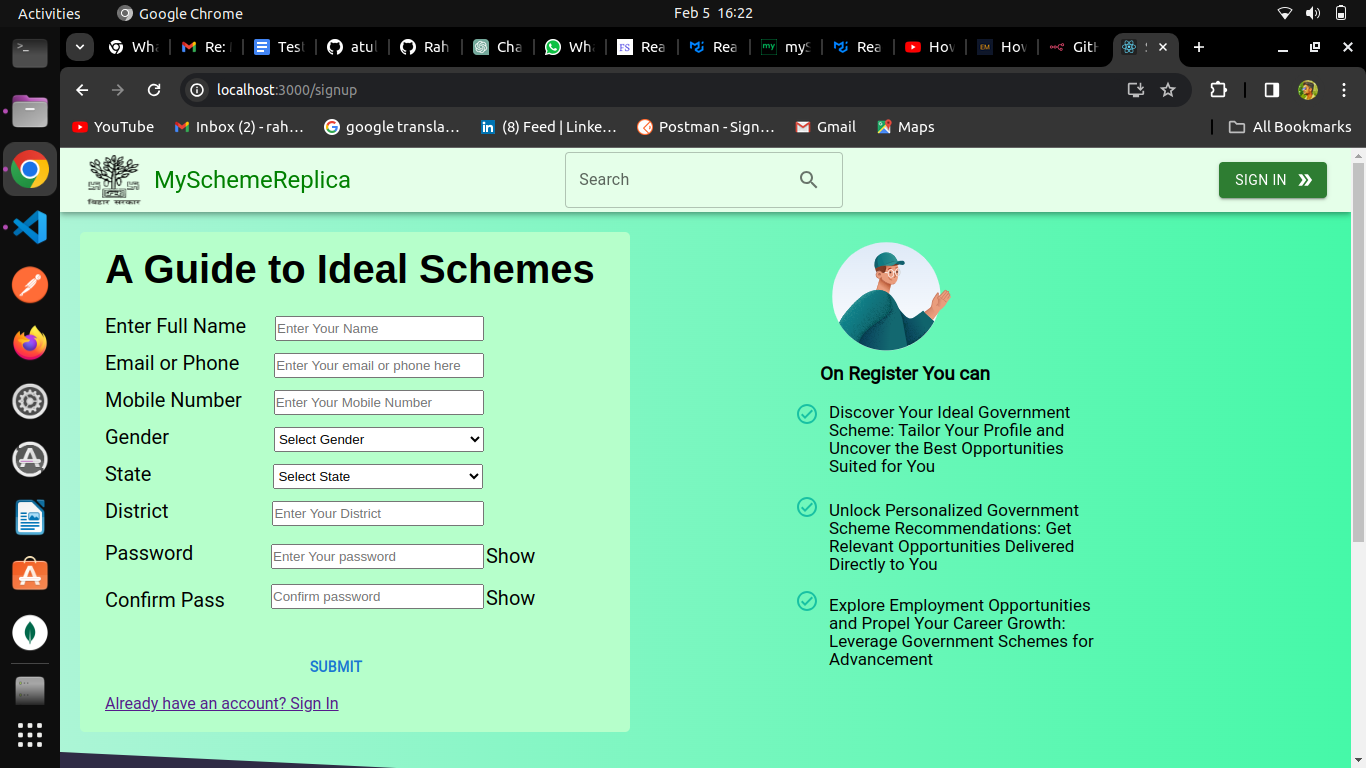 Activities
Google Chrome
Feb 5 16:22
Wha
Re:
Test
atul
Rah
Cha
Wha
Rea
Rea
myS
Rea
Hov
Hov
GitH
localhost:3000/signup
YouTube
Inbox (2) - rah...
google transla...
(8) Feed | Linke...
Postman - Sign...
Gmail
Maps
All Bookmarks
बिहार सरकार
MySchemeReplica
Search
SIGN IN
A Guide to Ideal Schemes
Enter Full Name
Enter Your Name
Email or Phone
Enter Your email or phone here
Mobile Number
Enter Your Mobile Number
Gender
Select Gender
State
Select State
District
Enter Your District
Password
Enter Your password
Show
Confirm Pass
Confirm password
Show
SUBMIT
Already have an account? Sign In
On Register You can
Discover Your Ideal Government
Scheme: Tailor Your Profile and
Uncover the Best Opportunities
Suited for You
Unlock Personalized Government
Scheme Recommendations: Get
Relevant Opportunities Delivered
Directly to You
Explore Employment Opportunities
and Propel Your Career Growth:
Leverage Government Schemes for
Advancement